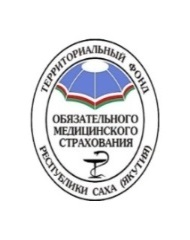 ТЕРРИТОРИАЛЬНЫЙ ФОНД
ОБЯЗАТЕЛЬНОГО
МЕДИЦИНСКОГО
СТРАХОВАНИЯ
РЕСПУБЛИКИ САХА (ЯКУТИЯ)